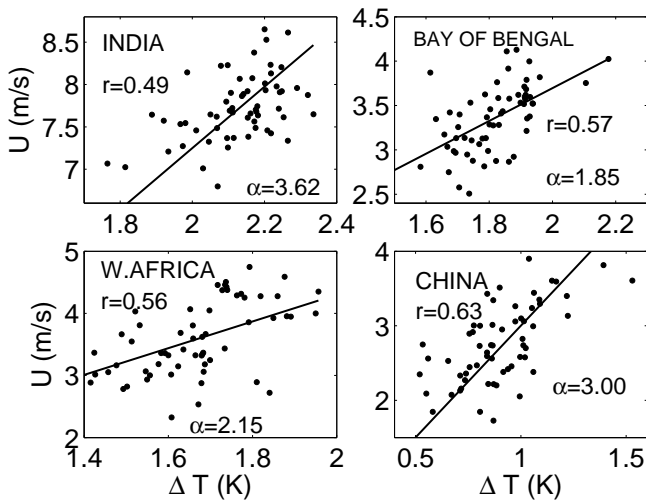 INDIA
r=0.49
α=3.62
U (m/s)
8.5
8
7.5
7
1.8
2
2.2
2.4
BAY OF BENGAL
r=0.57
α=1.85
4.5
4
3.5
3
2.5
1.6
1.8
2
2.2
W.AFRICA
r=0.56
α=2.15
U (m/s)
5
4
3
2
1.4
1.6
1.8
2
Δ T (K)
CHINA
r=0.63
α=3.00
4
3
2
0.5
1
1.5
Δ T (K)